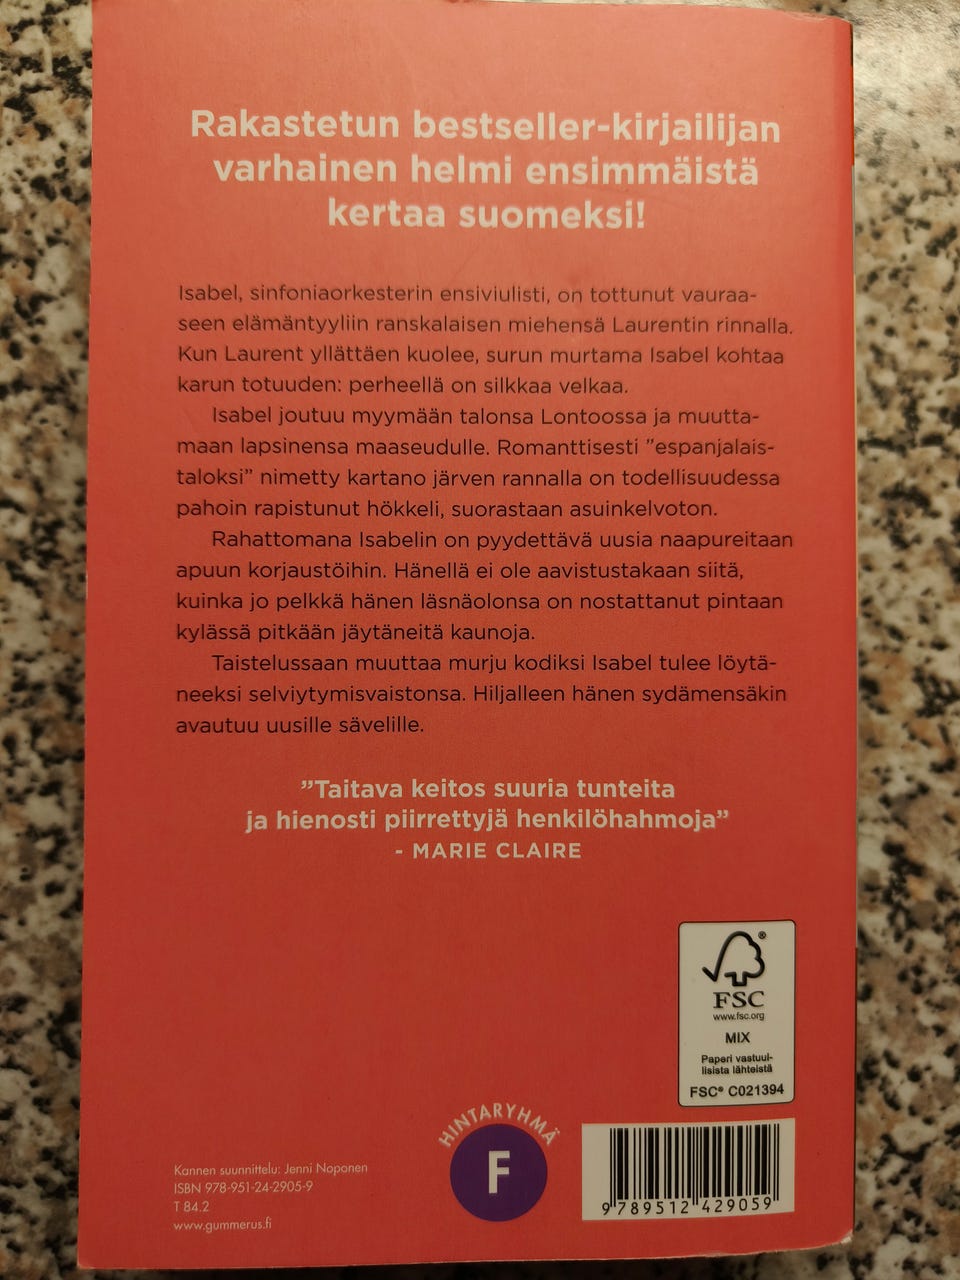 Rakastetun bestseller-kirjailijan
varhainen helmi ensimmäistä
kertaa suomeksi!
Isabel, sinfoniaorkesterin ensiviulisti, on tottunut vauraa-
seen elämäntyyliin ranskalaisen miehensä Laurentin rinnalla.
Kun Laurent yllättäen kuolee, surun murtama Isabel kohtaa
karun totuuden: perheellä on silkkaa velkaa.
Isabel joutuu myymään talonsa Lontoossa ja muutta-
maan lapsinensa maaseudulle. Romanttisesti ”espanjalais-
taloksi” nimetty kartano järven rannalla on todellisuudessa
pahoin rapistunut hökkeli, suorastaan asuinkelvoton.
Rahattomana Isabelin on pyydettävä uusia naapureitaan
apuun korjaustöihin. Hänellä ei ole aavistustakaan siitä,
kuinka jo pelkkä hänen läsnäolonsa on nostattanut pintaan
kylässä pitkään jäytäneitä kaunoja.
Taistelussaan muuttaa murju kodiksi Isabel tulee löytä-
neeksi selviytymisvaistonsa. Hiljalleen hänen sydämensäkin
avautuu uusille sävelille.
”Taitava keitos suuria tunteita
ja hienosti piirrettyjä henkilöhahmoja”
- MARIE CLAIRE
®
FSC
www.fsc.org
MIX
Paperi vastuul-
lisista lähteistä
FSC® C021394
HINTARYHMÄ
F
Kannen suunnittelu: Jenni Noponen
ISBN 978-951-24-2905-9
T 84.2
www.gummerus.fi
9 789512 429059